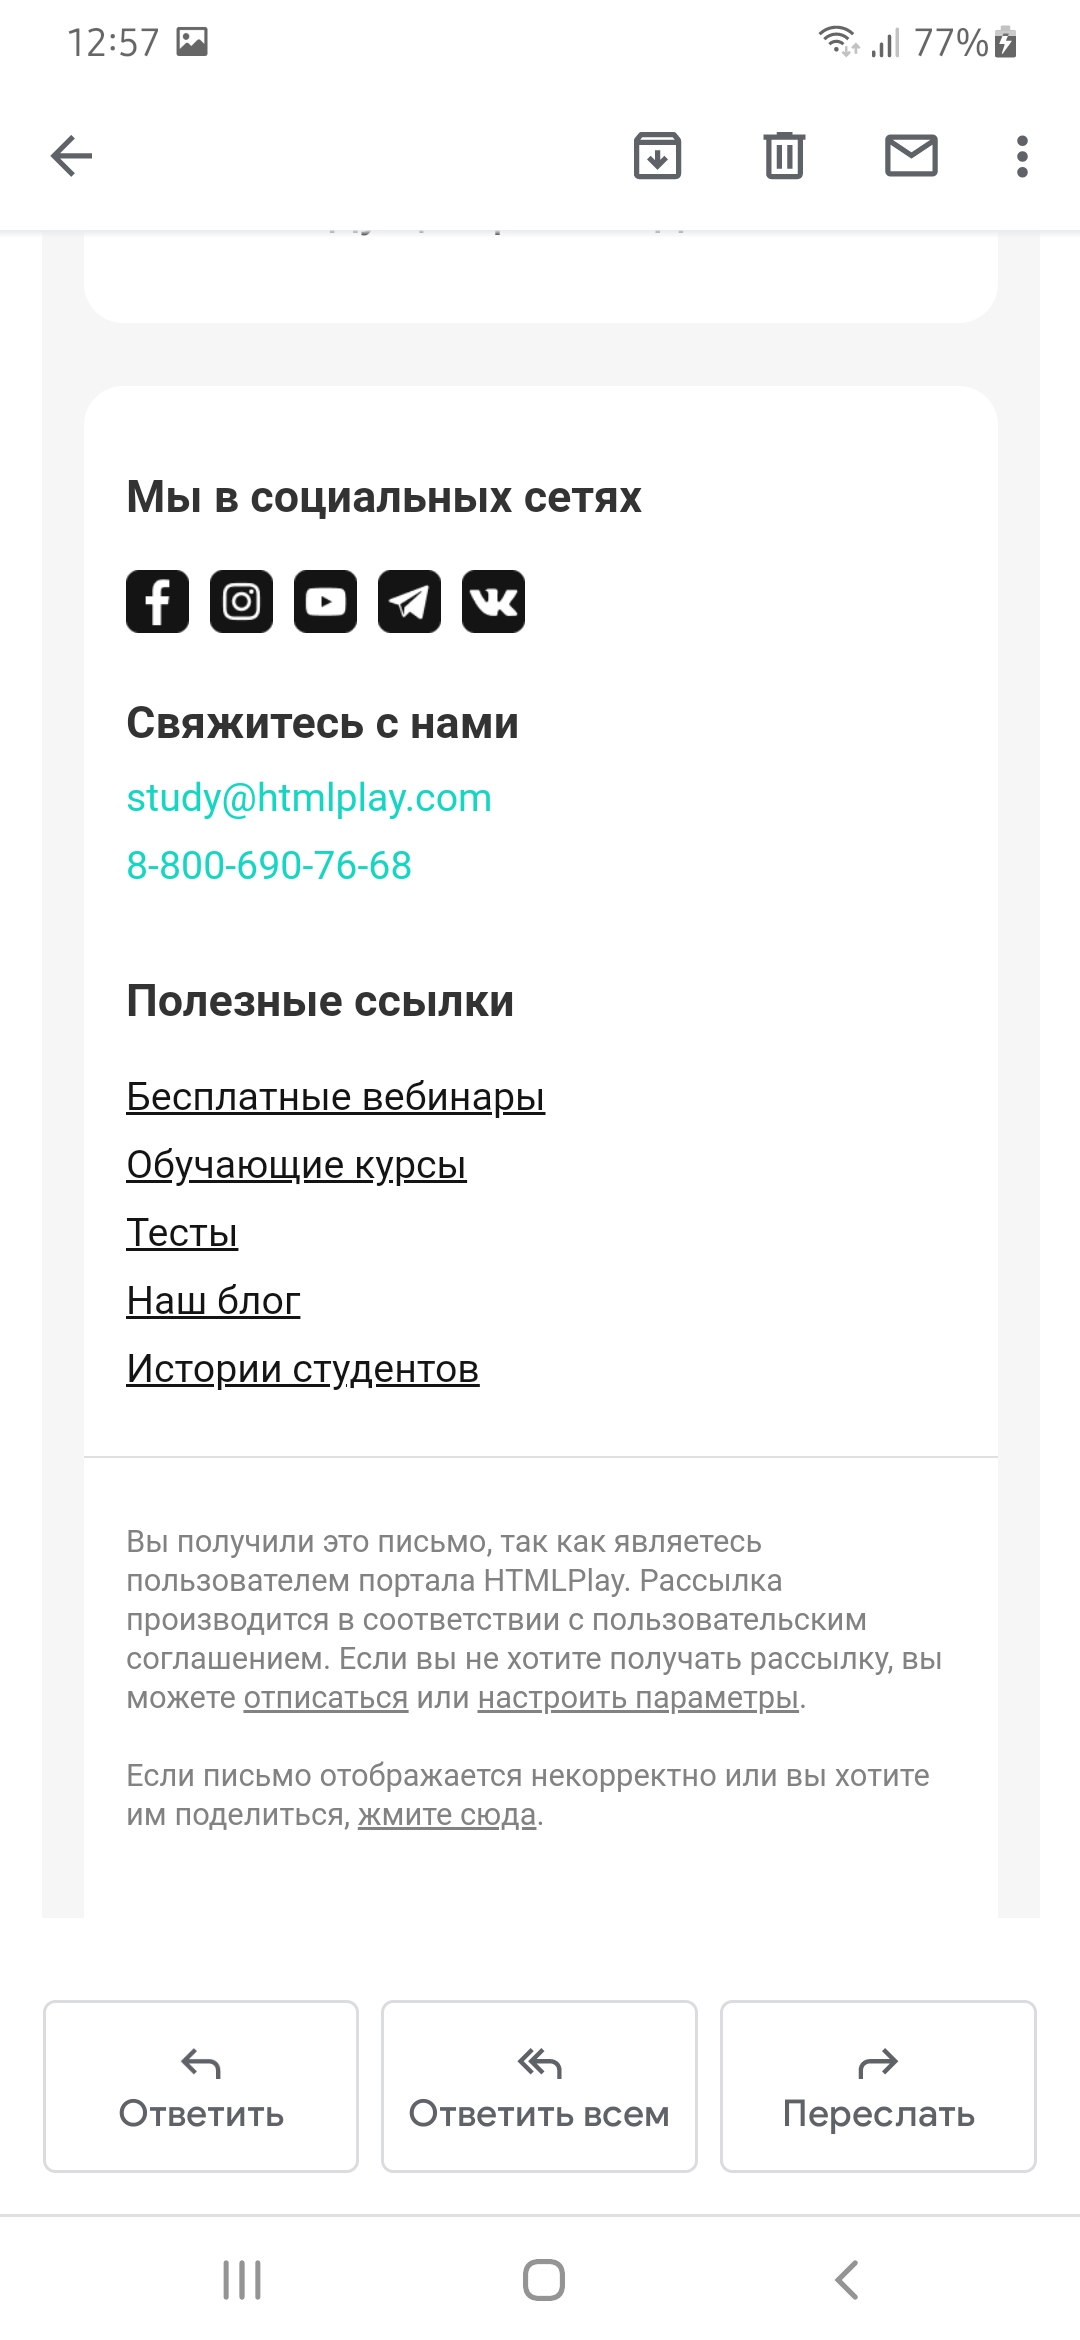 12:57
77%
Мы в социальных сетях
Свяжитесь с нами
study@htmlplay.com
8-800-690-76-68
Полезные ссылки
Бесплатные вебинары
Обучающие курсы
Тесты
Наш блог
Истории студентов
Вы получили это письмо, так как являетесь
пользователем портала HTMLPlay. Рассылка
производится в соответствии с пользовательским
соглашением. Если вы не хотите получать рассылку, вы
можете отписаться или настроить параметры.
Если письмо отображается некорректно или вы хотите
им поделиться, жмите сюда.
Ответить
Ответить всем
Переслать